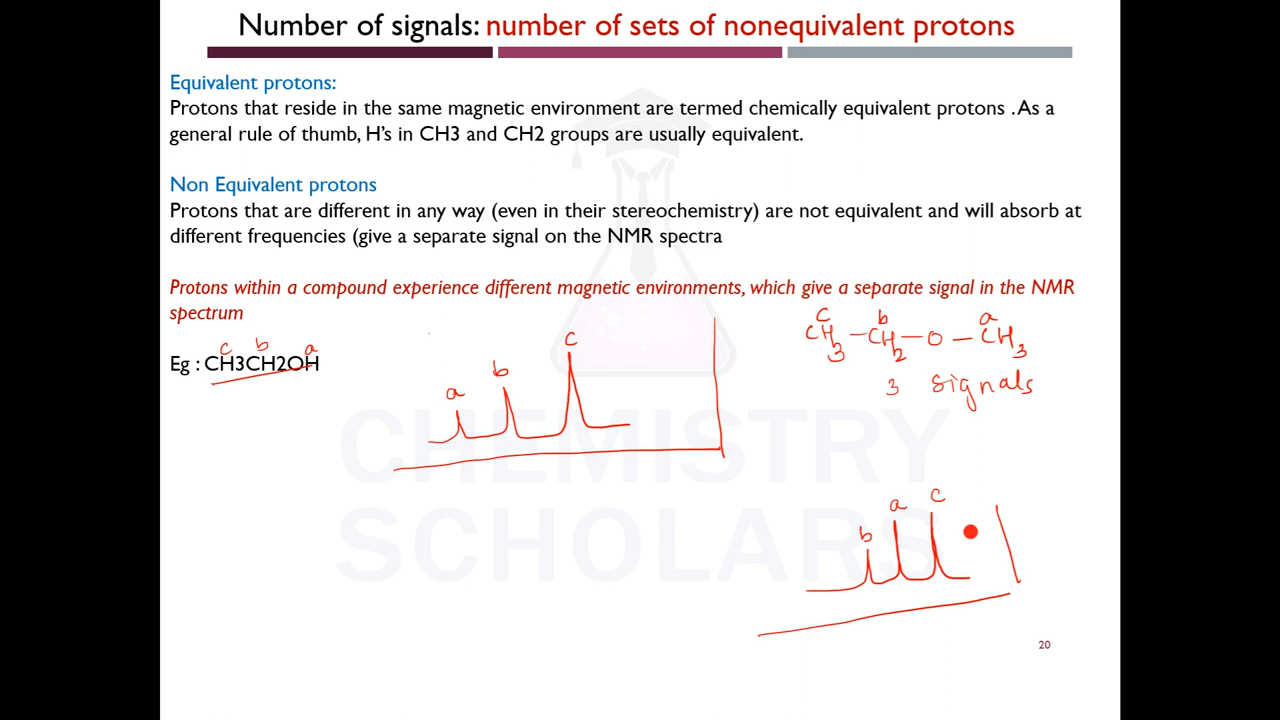 Number of signals: number of sets of nonequivalent protons
Equivalent protons:
Protons that reside in the same magnetic environment are termed chemically equivalent protons . As a
general rule of thumb, H's in CH3 and CH2 groups are usually equivalent.
Non Equivalent protons
Protons that are different in any way (even in their stereochemistry) are not equivalent and will absorb at
different frequencies (give a separate signal on the NMR spectra
Protons within a compound experience different magnetic environments, which give a separate signal in the NMR
spectrum
c b a
Eg : CH3CH2OH
a b c
c b a
CH3 — CH2 — O — CH3
3 signals
b a c
CHEMISTRY
SCHOLARS
20